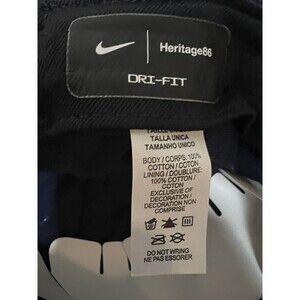 Heritage86
DRI-FIT
TALLA UNICA
TAMANHO UNICO
BODY / CORPS: 100%
COTTON / COTON
LINING / DOUBLURE:
100% COTTON /
COTON
EXCLUSIVE OF
DECORATION /
DECORATION NON
COMPRISE
DO NOT WRING
NE PAS ESSORER